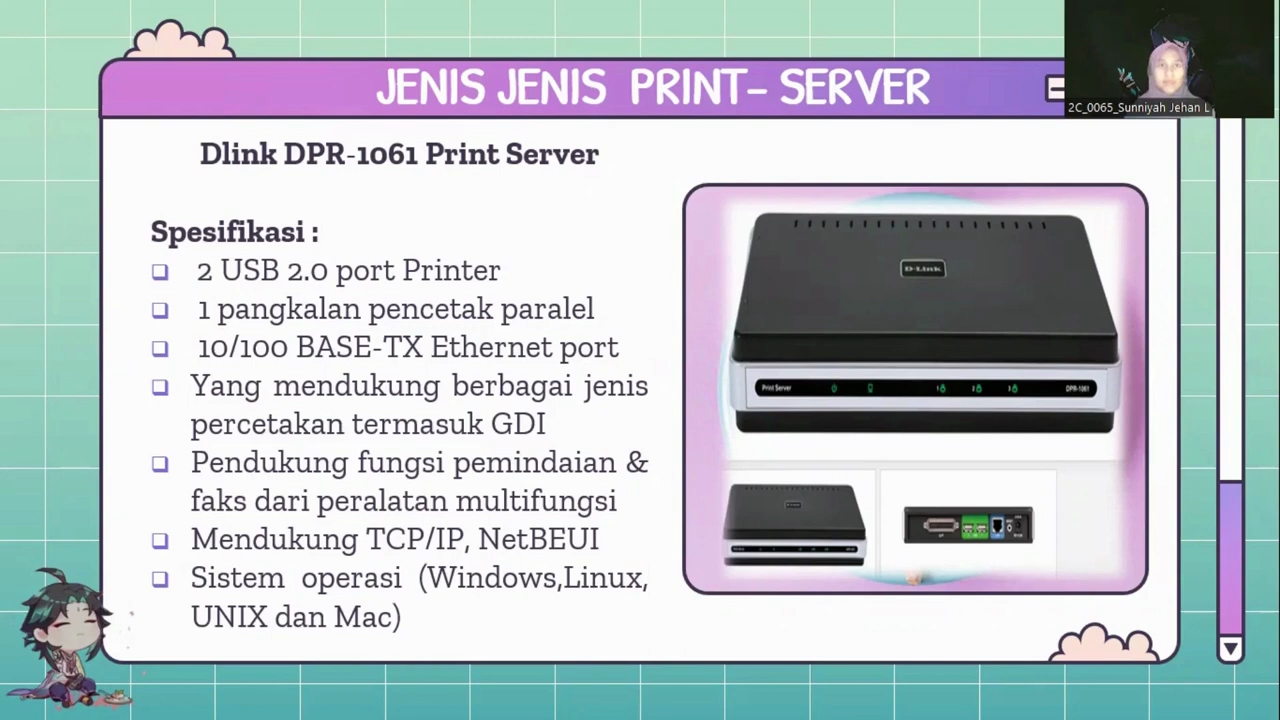 JENIS JENIS PRINT- SERVER
2C_0065_Sunniyah Jehan L
Dlink DPR-1061 Print Server
Spesifikasi :
2 USB 2.0 port Printer
1 pangkalan pencetak paralel
10/100 BASE-TX Ethernet port
Yang mendukung berbagai jenis
percetakan termasuk GDI
Pendukung fungsi pemindaian &
faks dari peralatan multifungsi
Mendukung TCP/IP, NetBEUI
Sistem operasi (Windows,Linux,
UNIX dan Mac)
D-Link
Print Server 1 2 3 DPR-1061